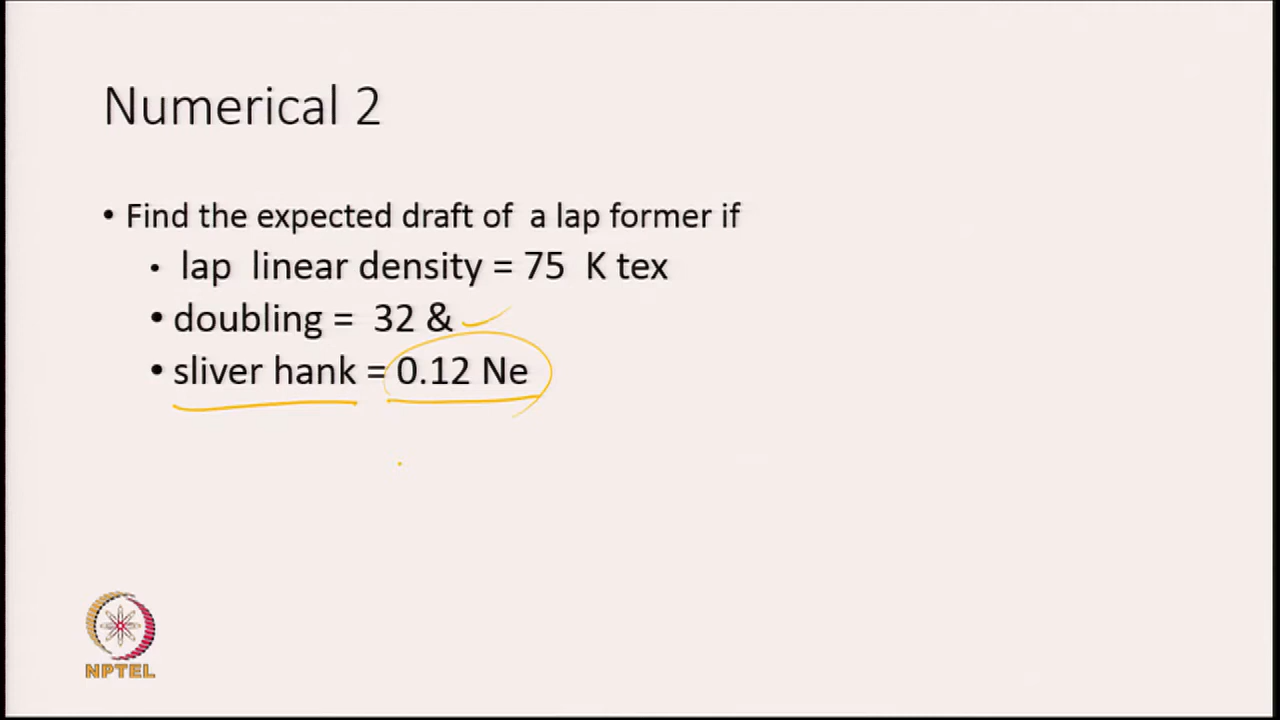 Numerical 2
• Find the expected draft of a lap former if
• lap linear density = 75 K tex
• doubling = 32 &
• sliver hank = 0.12 Ne
NPTEL